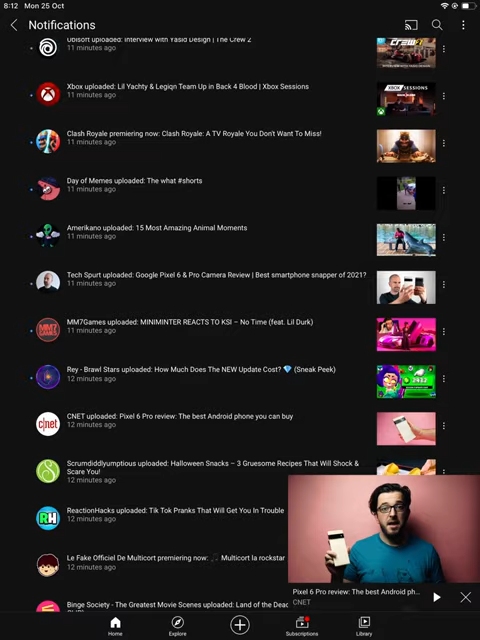 8:12 Mon 25 Oct
Notifications
Ubisoft uploaded: Interview with Yasid Design | The Crew 2
11 minutes ago
Xbox uploaded: Lil Yachty & Legiqn Team Up in Back 4 Blood | Xbox Sessions
11 minutes ago
XBOX SESSIONS
Clash Royale premiering now: Clash Royale: A TV Royale You Don't Want To Miss!
11 minutes ago
Day of Memes uploaded: The what #shorts
11 minutes ago
Amerikano uploaded: 15 Most Amazing Animal Moments
11 minutes ago
Tech Spurt uploaded: Google Pixel 6 & Pro Camera Review | Best smartphone snapper of 2021?
11 minutes ago
MM7Games uploaded: MINIMINTER REACTS TO KSI – No Time (feat. Lil Durk)
11 minutes ago
MM7
GAMES
Rey - Brawl Stars uploaded: How Much Does The NEW Update Cost? 💎 (Sneak Peek)
12 minutes ago
CNET uploaded: Pixel 6 Pro review: The best Android phone you can buy
12 minutes ago
c|net
Scrumdiddlyumptious uploaded: Halloween Snacks – 3 Gruesome Recipes That Will Shock &
Scare You!
12 minutes ago
ReactionHacks uploaded: Tik Tok Pranks That Will Get You In Trouble
12 minutes ago
RH
Le Fake Officiel De Multicort premiering now: 🎵 Multicort la rockstar
12 minutes ago
Pixel 6 Pro review: The best Android ph...
CNET
Binge Society - The Greatest Movie Scenes uploaded: Land of the Dead
Home
Explore
Subscriptions
Library